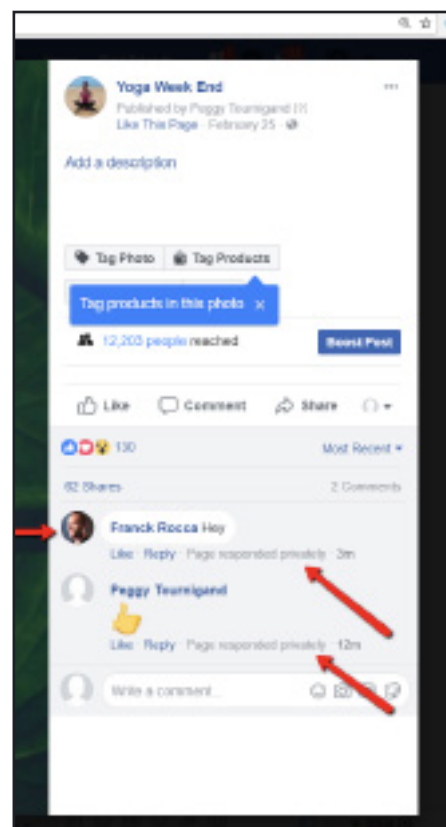 Yoga Week End
Published by Peggy Tournigand
Like This Page · February 25 ·
Add a description
Tag Photo Tag Products
Tag products in this photo ×
12,203 people reached
Boost Post
Like Comment Share
130
Most Recent
62 Shares
2 Comments
Franck Rocca Hey
Like · Reply · Page responded privately · 3m
Peggy Tournigand
Like · Reply · Page responded privately · 12m
Write a comment...